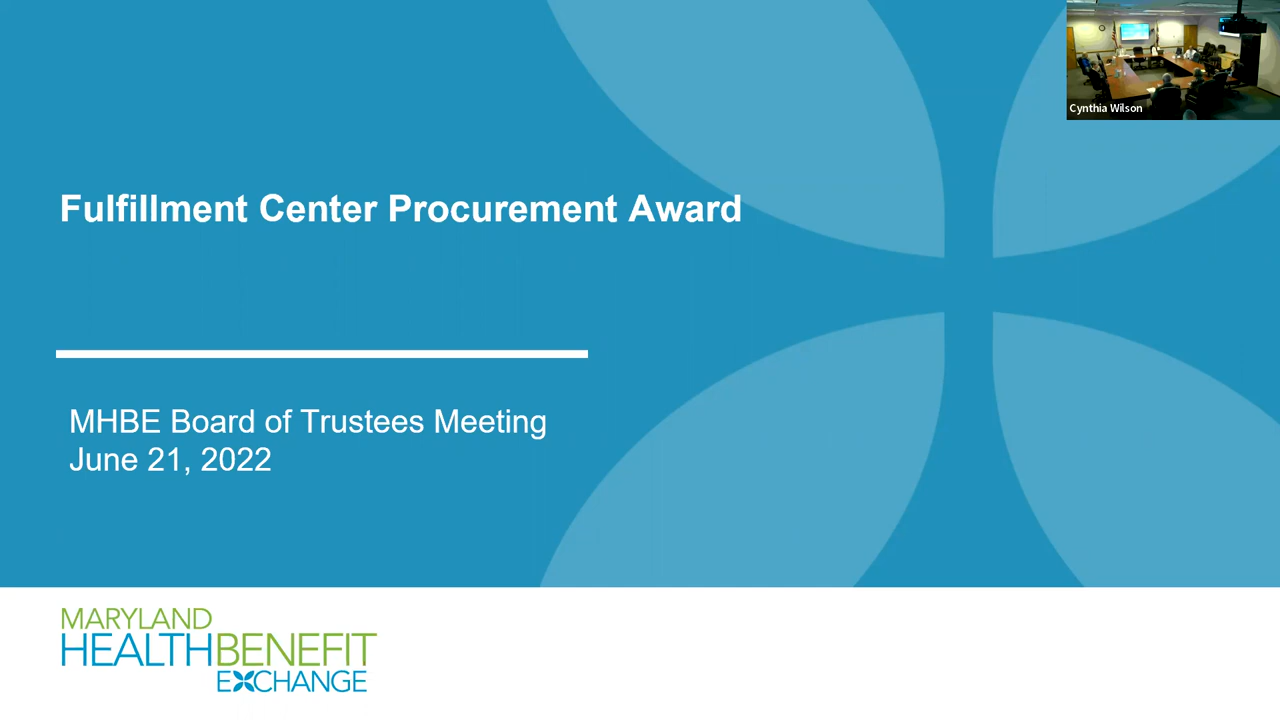 Cynthia Wilson
Fulfillment Center Procurement Award
MHBE Board of Trustees Meeting
June 21, 2022
MARYLAND
HEALTHBENEFIT
EXCHANGE